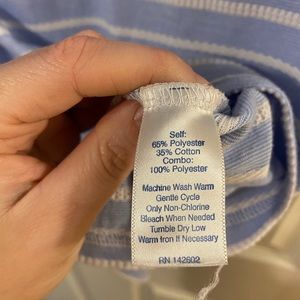 Self:
65% Polyester
35% Cotton
Combo:
100% Polyester
Machine Wash Warm
Gentle Cycle
Only Non-Chlorine
Bleach When Needed
Tumble Dry Low
Warm Iron If Necessary
RN 142602